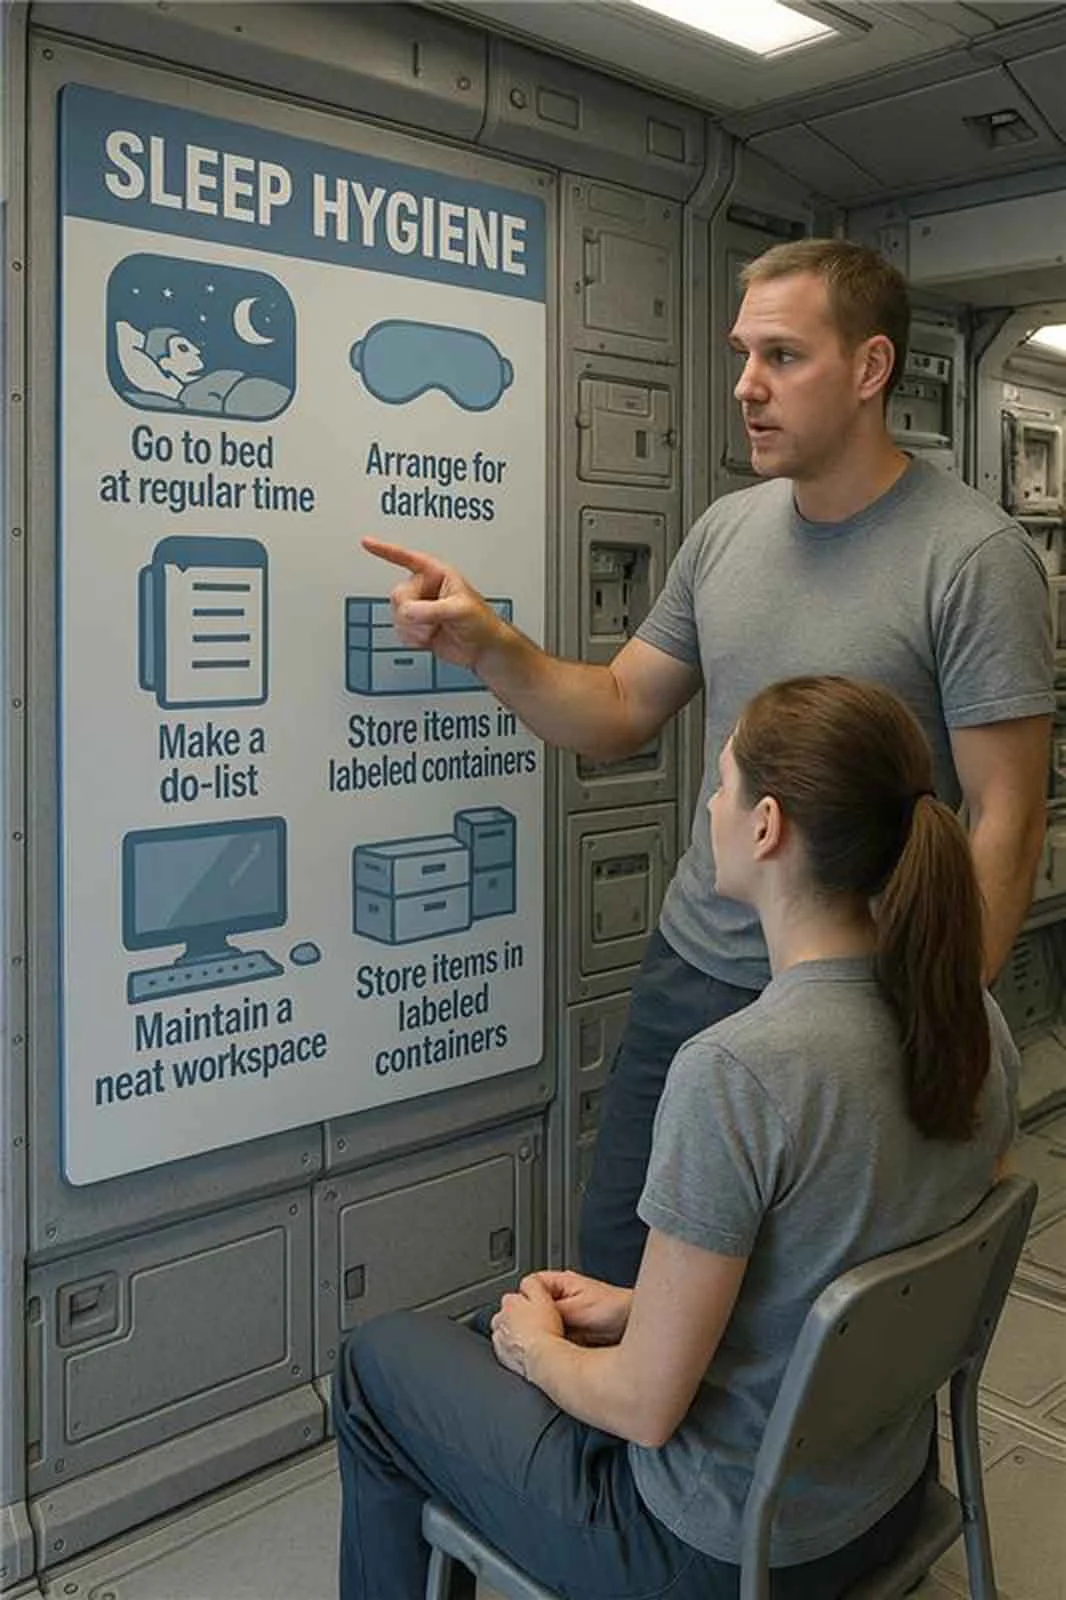 SLEEP HYGIENE
Go to bed
at regular time
Arrange for
darkness
Make a
do-list
Store items in
labeled containers
Maintain a
neat workspace
Store items in
labeled
containers